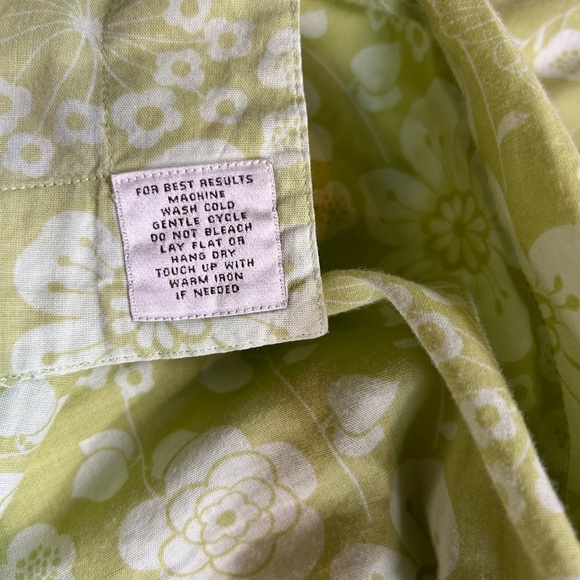 FOR BEST RESULTS
MACHINE
WASH COLD
GENTLE CYCLE
DO NOT BLEACH
LAY FLAT OR
HANG DRY
TOUCH UP WITH
WARM IRON
IF NEEDED